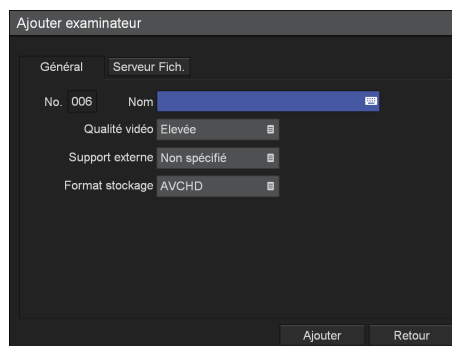 Ajouter examinateur
Général Serveur Fich.
No. 006 Nom
Qualité vidéo Elevée
Support externe Non spécifié
Format stockage AVCHD
Ajouter Retour